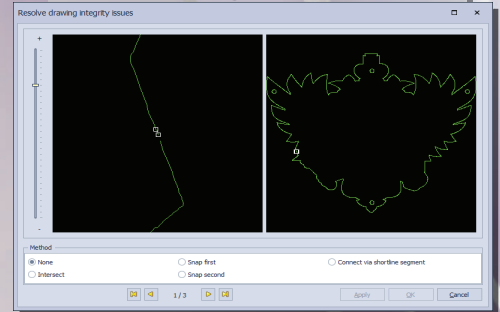 Resolve drawing integrity issues
+
-
Method
None
Snap first
Connect via shortline segment
Intersect
Snap second
1 / 3
Apply
OK
Cancel